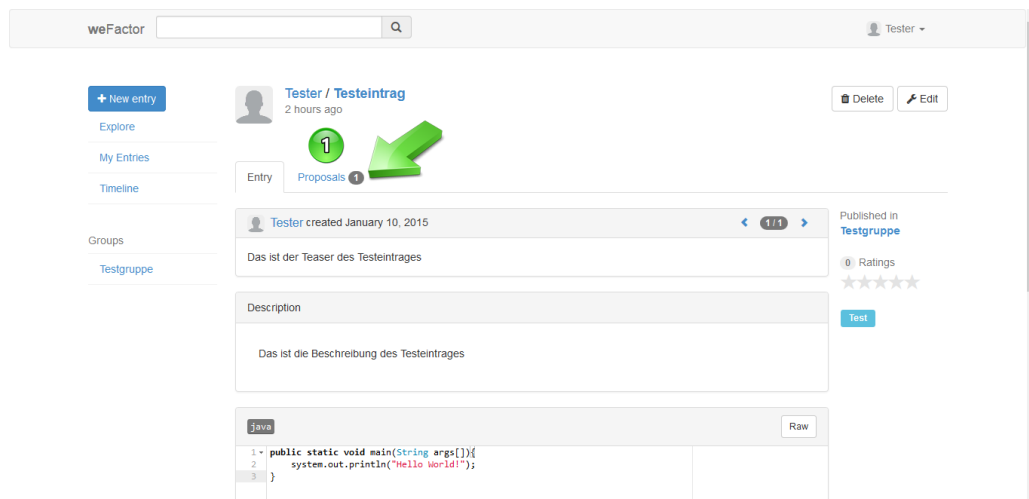 weFactor
Tester
New entry
Explore
My Entries
Timeline
Groups
Testgruppe
Tester / Testeintrag
2 hours ago
Delete
Edit
1
Entry
Proposals 1
Tester created January 10, 2015
1 / 1
Das ist der Teaser des Testeintrages
Published in
Testgruppe
0 Ratings
Test
Description
Das ist die Beschreibung des Testeintrages
java
Raw
1 public static void main(String args[]){
2 system.out.println("Hello World!");
3 }